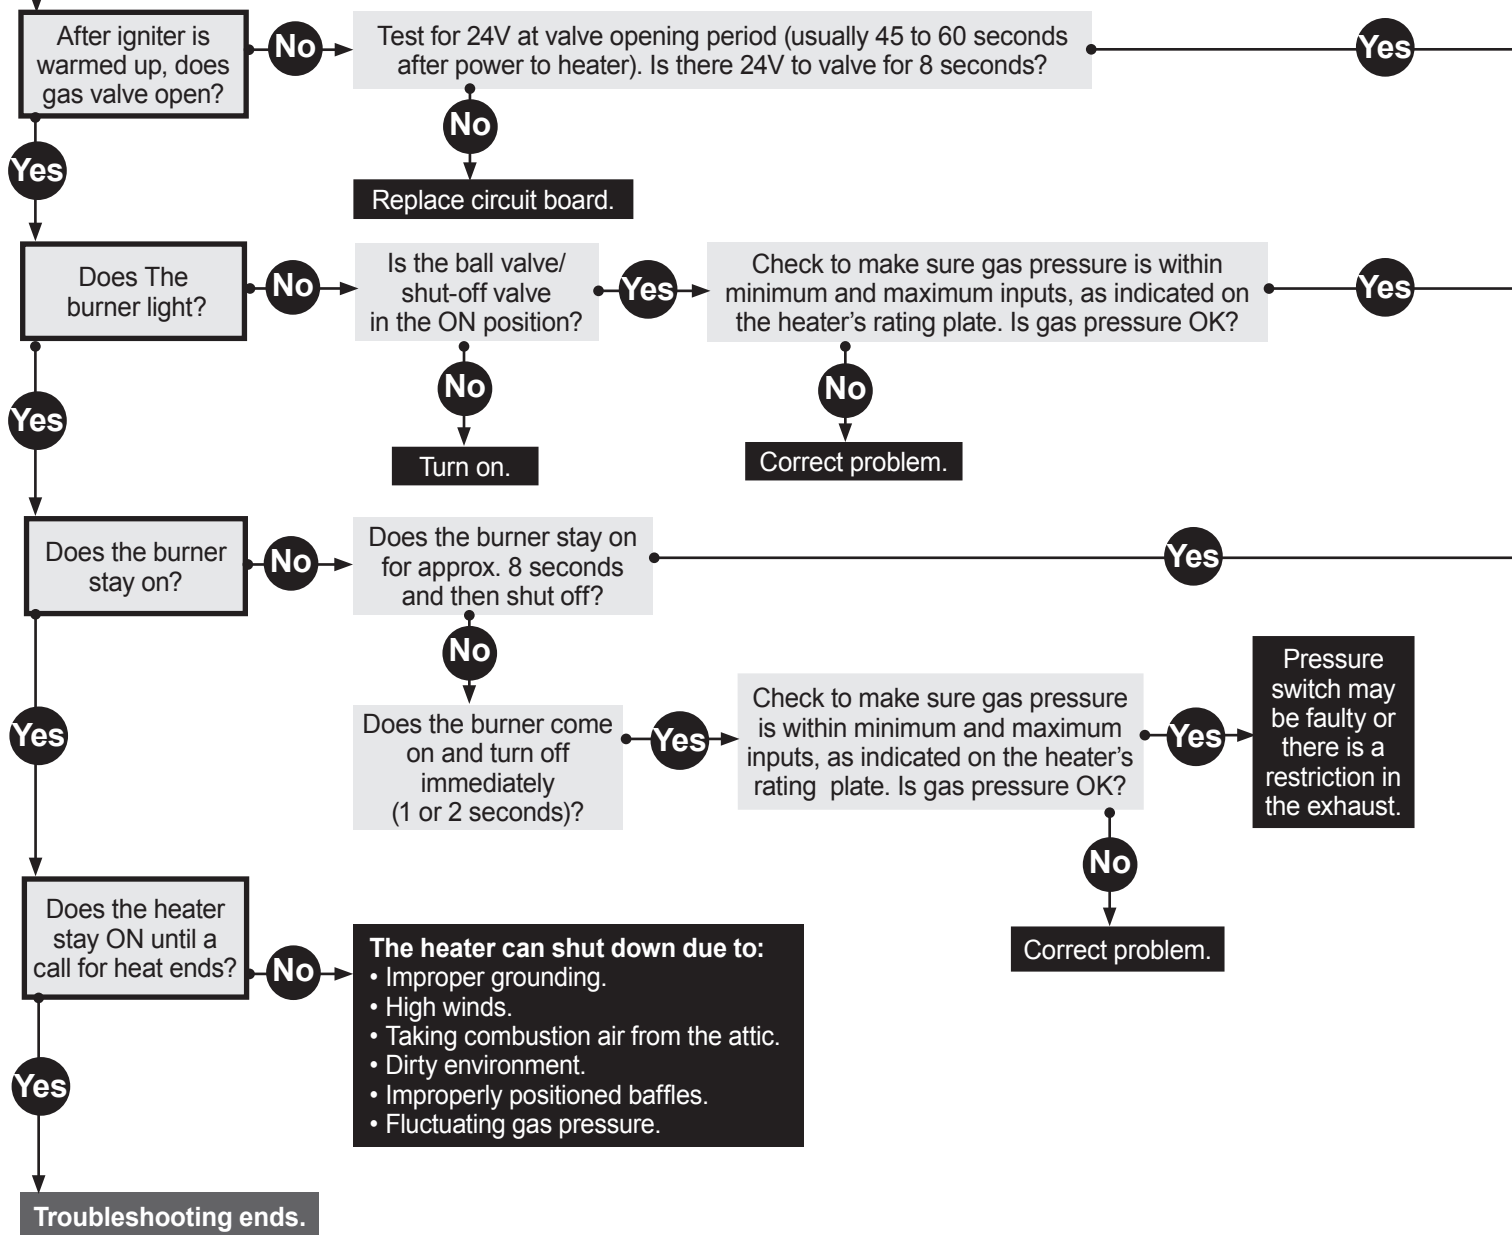 After igniter is
warmed up, does
gas valve open?
No
Test for 24V at valve opening period (usually 45 to 60 seconds
after power to heater). Is there 24V to valve for 8 seconds?
Yes
No
Replace circuit board.
Yes
Does The
burner light?
No
Is the ball valve/
shut-off valve
in the ON position?
Yes
Check to make sure gas pressure is within
minimum and maximum inputs, as indicated on
the heater's rating plate. Is gas pressure OK?
Yes
No
Turn on.
No
Correct problem.
Yes
Does the burner
stay on?
No
Does the burner stay on
for approx. 8 seconds
and then shut off?
Yes
No
Does the burner come
on and turn off
immediately
(1 or 2 seconds)?
Yes
Check to make sure gas pressure
is within minimum and maximum
inputs, as indicated on the heater's
rating plate. Is gas pressure OK?
Yes
Pressure
switch may
be faulty or
there is a
restriction in
the exhaust.
No
Correct problem.
Yes
Does the heater
stay ON until a
call for heat ends?
No
The heater can shut down due to:
• Improper grounding.
• High winds.
• Taking combustion air from the attic.
• Dirty environment.
• Improperly positioned baffles.
• Fluctuating gas pressure.
Yes
Troubleshooting ends.